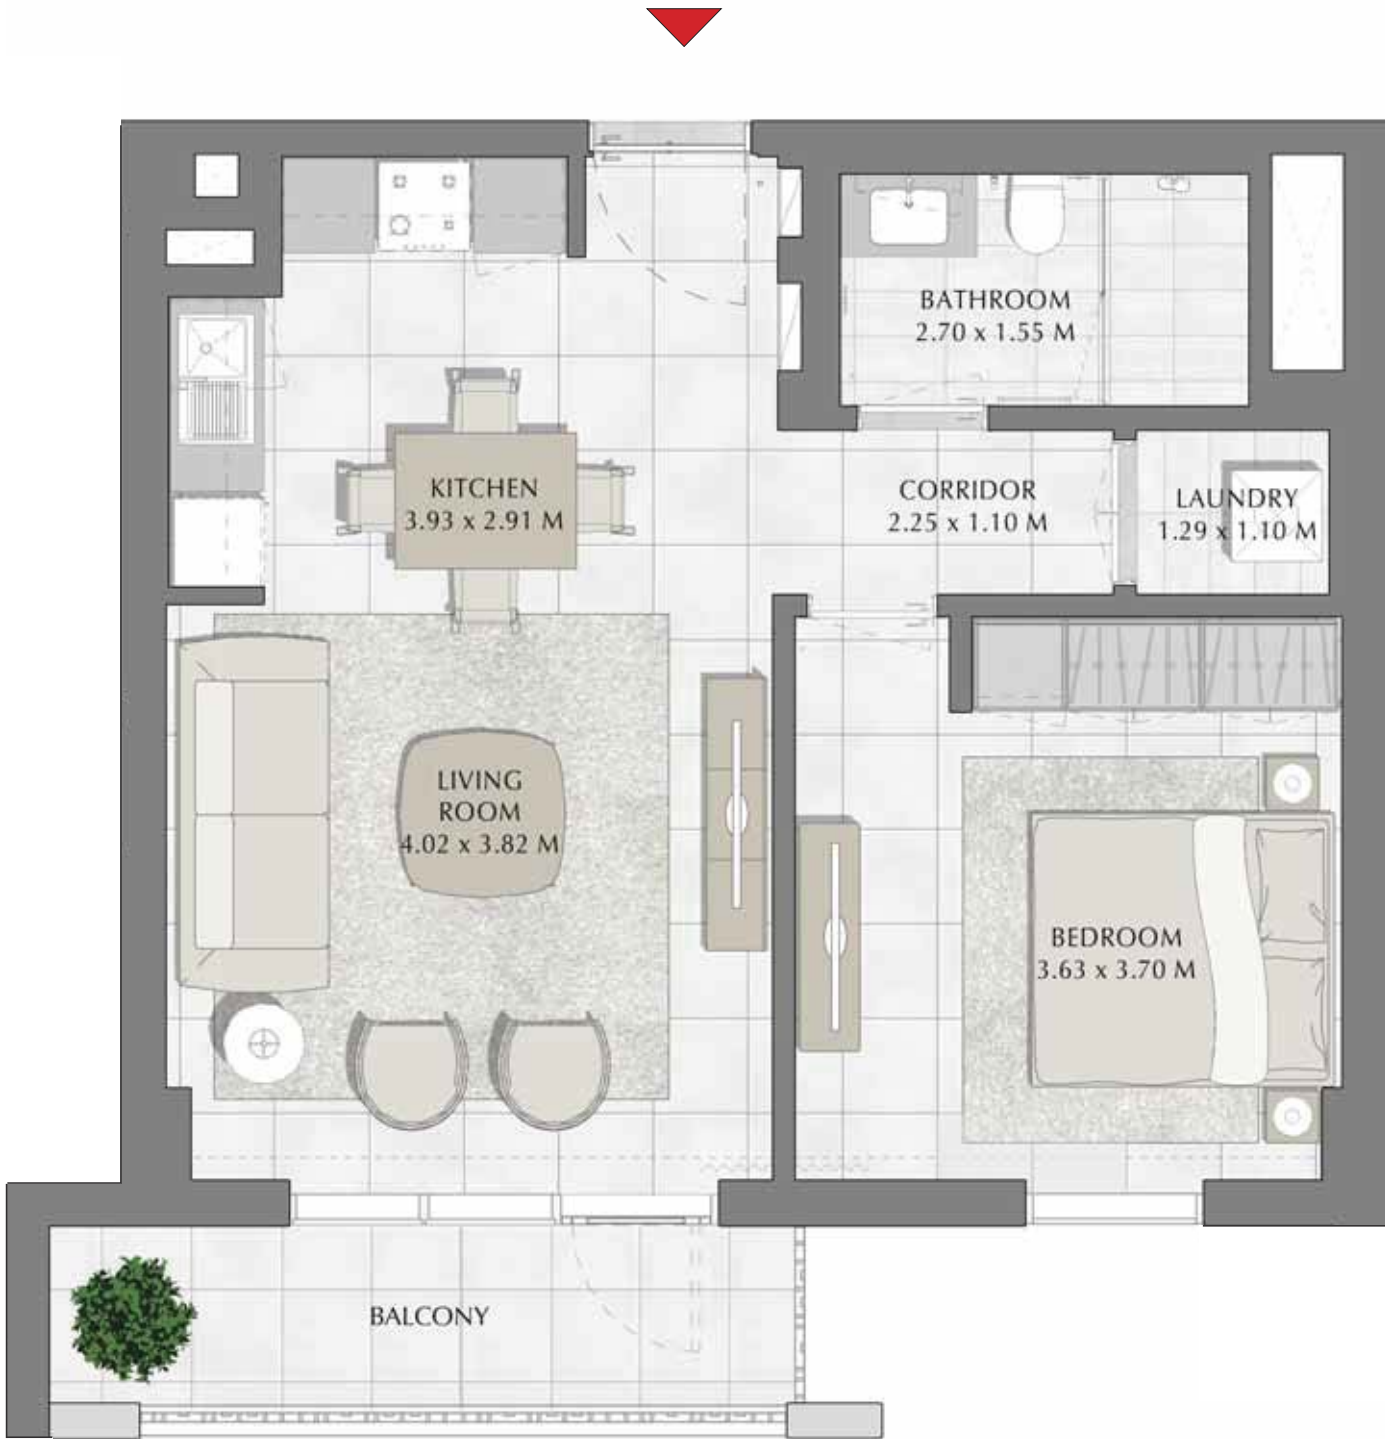 BATHROOM
2.70 x 1.55 M
KITCHEN
3.93 x 2.91 M
CORRIDOR
2.25 x 1.10 M
LAUNDRY
1.29 x 1.10 M
LIVING
ROOM
4.02 x 3.82 M
BEDROOM
3.63 x 3.70 M
BALCONY